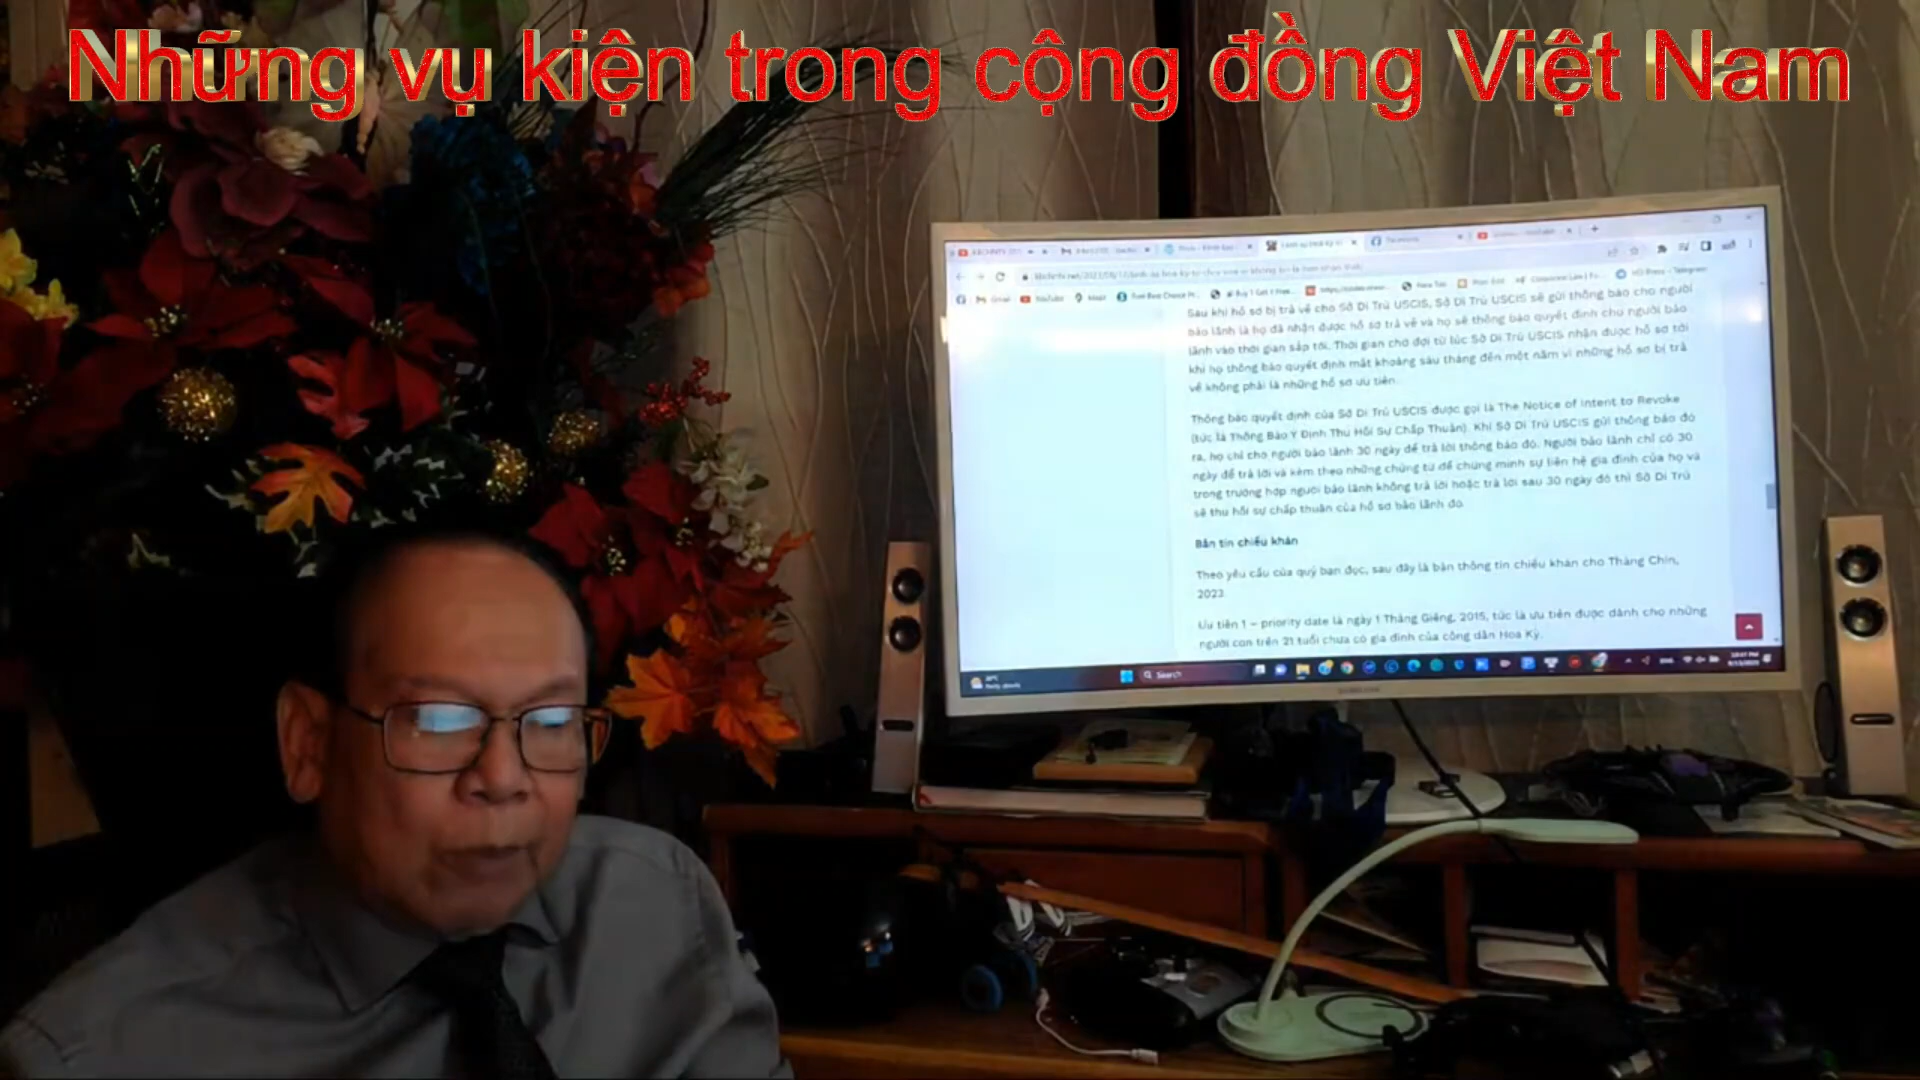 Những vụ kiện trong cộng đồng Việt Nam
Gmail YouTube Maps
Sau khi hồ sơ bị trả về cho Sở Di Trú USCIS, Sở Di Trú USCIS sẽ gửi thông báo cho người
bảo lãnh là họ đã nhận được hồ sơ trả về và họ sẽ thông báo quyết định cho người bảo
lãnh vào thời gian sắp tới. Thời gian chờ đợi từ lúc Sở Di Trú USCIS nhận được hồ sơ tới
khi họ thông báo quyết định mất khoảng sáu tháng đến một năm vì những hồ sơ bị trả
về không phải là những hồ sơ ưu tiên.
Thông báo quyết định của Sở Di Trú USCIS được gọi là The Notice of Intent to Revoke
(tức là Thông Báo Ý Định Thu Hồi Sự Chấp Thuận). Khi Sở Di Trú USCIS gửi thông báo đó
ra, họ chỉ cho người bảo lãnh 30 ngày để trả lời thông báo đó. Người bảo lãnh chỉ có 30
ngày để trả lời và kèm theo những chứng từ để chứng minh sự liên hệ gia đình của họ và
trong trường hợp người bảo lãnh không trả lời hoặc trả lời sau 30 ngày đó thì Sở Di Trú
sẽ thu hồi sự chấp thuận của hồ sơ bảo lãnh đó.
Bản tin chiếu khán
Theo yêu cầu của quý bạn đọc, sau đây là bản thông tin chiếu khán cho Tháng Chín,
2023
Ưu tiên 1 – priority date là ngày 1 Tháng Giêng, 2015, tức là ưu tiên được dành cho những
người con trên 21 tuổi chưa có gia đình của công dân Hoa Kỳ.
Search